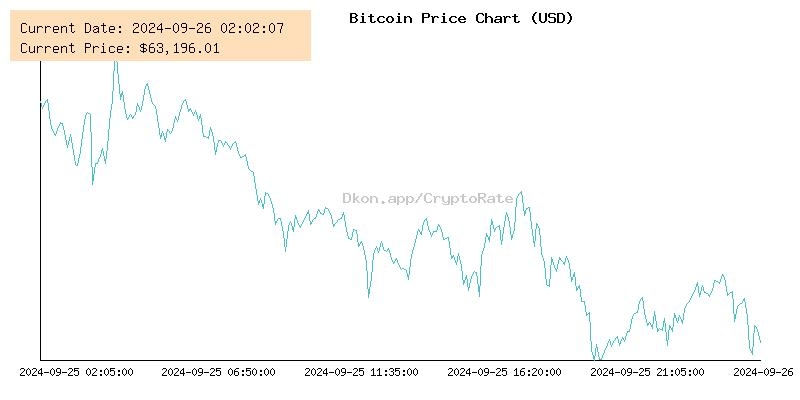 Bitcoin Price Chart (USD)
Current Date: 2024-09-26 02:02:07
Current Price: $63,196.01
Dkon.app/CryptoRate
2024-09-25 02:05:00 2024-09-25 06:50:00 2024-09-25 11:35:00 2024-09-25 16:20:00 2024-09-25 21:05:00 2024-09-26